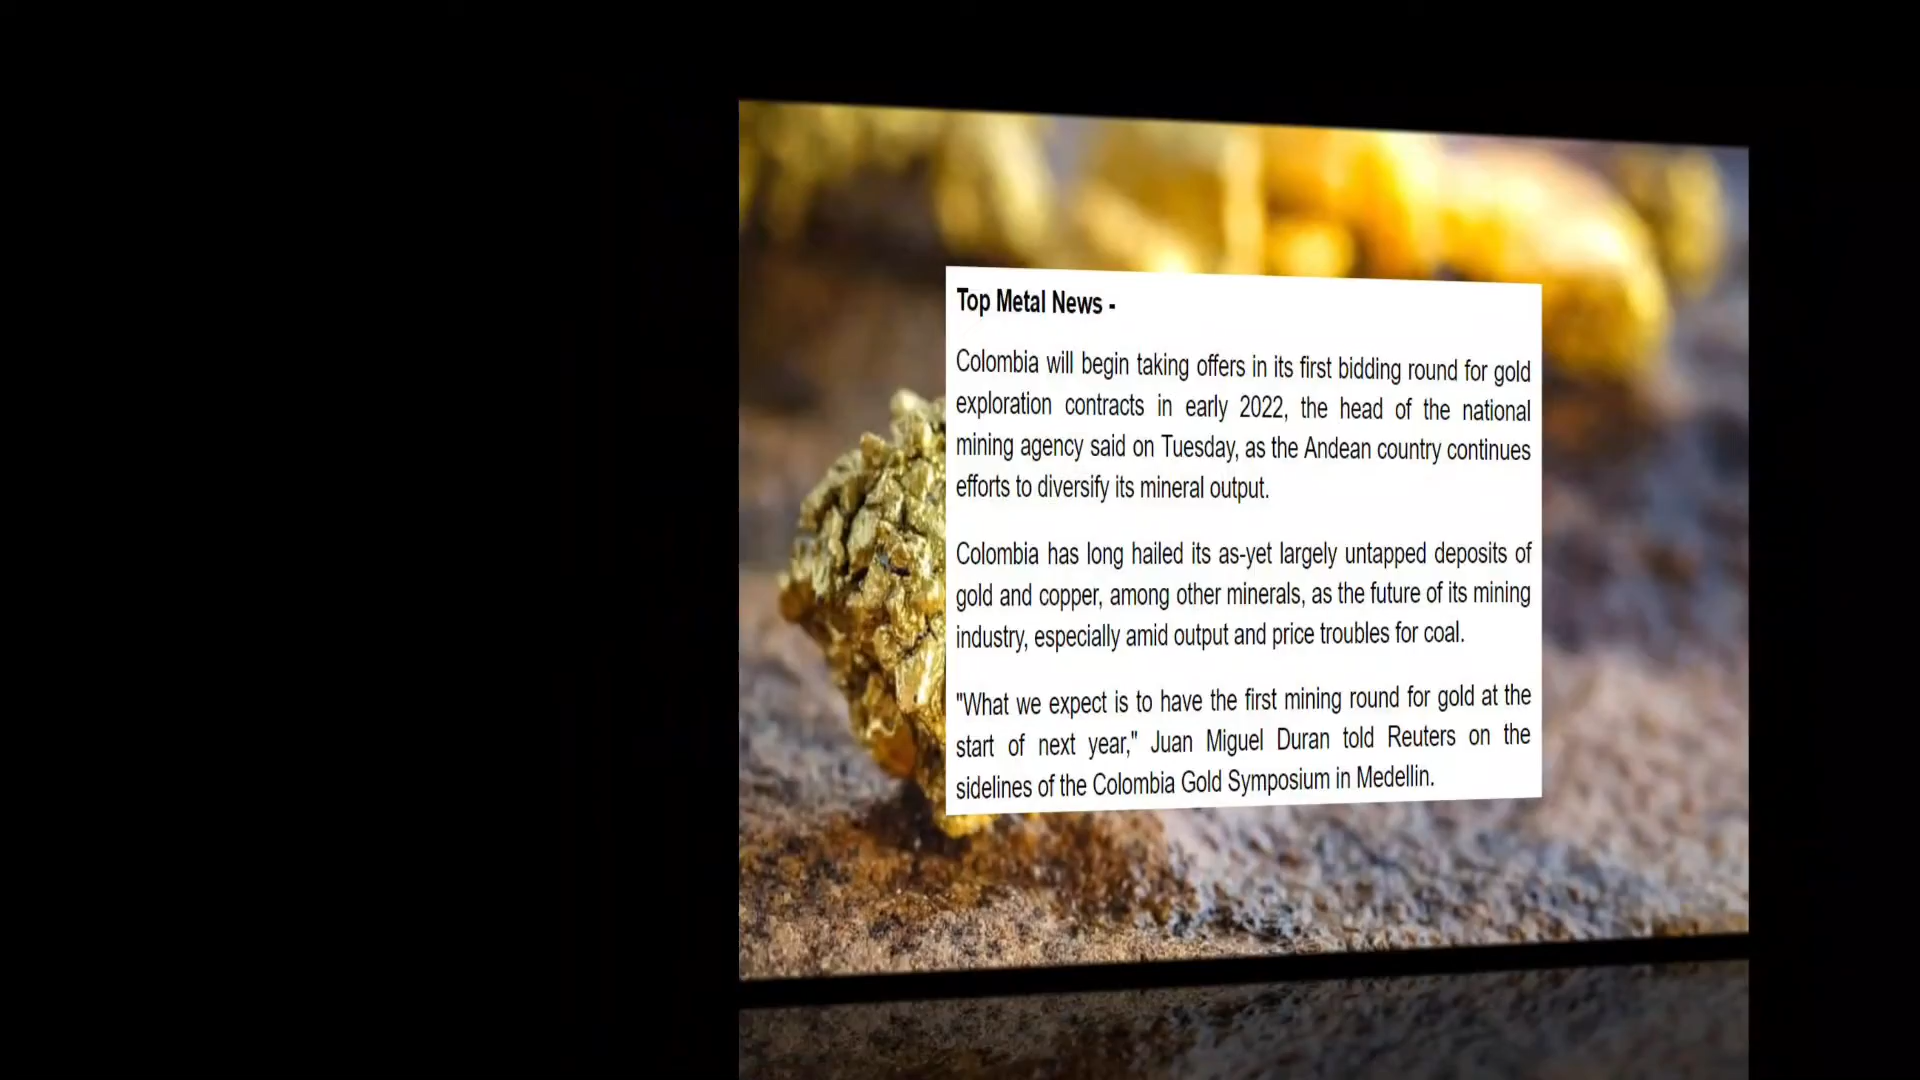 Top Metal News -
Colombia will begin taking offers in its first bidding round for gold
exploration contracts in early 2022, the head of the national
mining agency said on Tuesday, as the Andean country continues
efforts to diversify its mineral output.
Colombia has long hailed its as-yet largely untapped deposits of
gold and copper, among other minerals, as the future of its mining
industry, especially amid output and price troubles for coal.
"What we expect is to have the first mining round for gold at the
start of next year," Juan Miguel Duran told Reuters on the
sidelines of the Colombia Gold Symposium in Medellin.